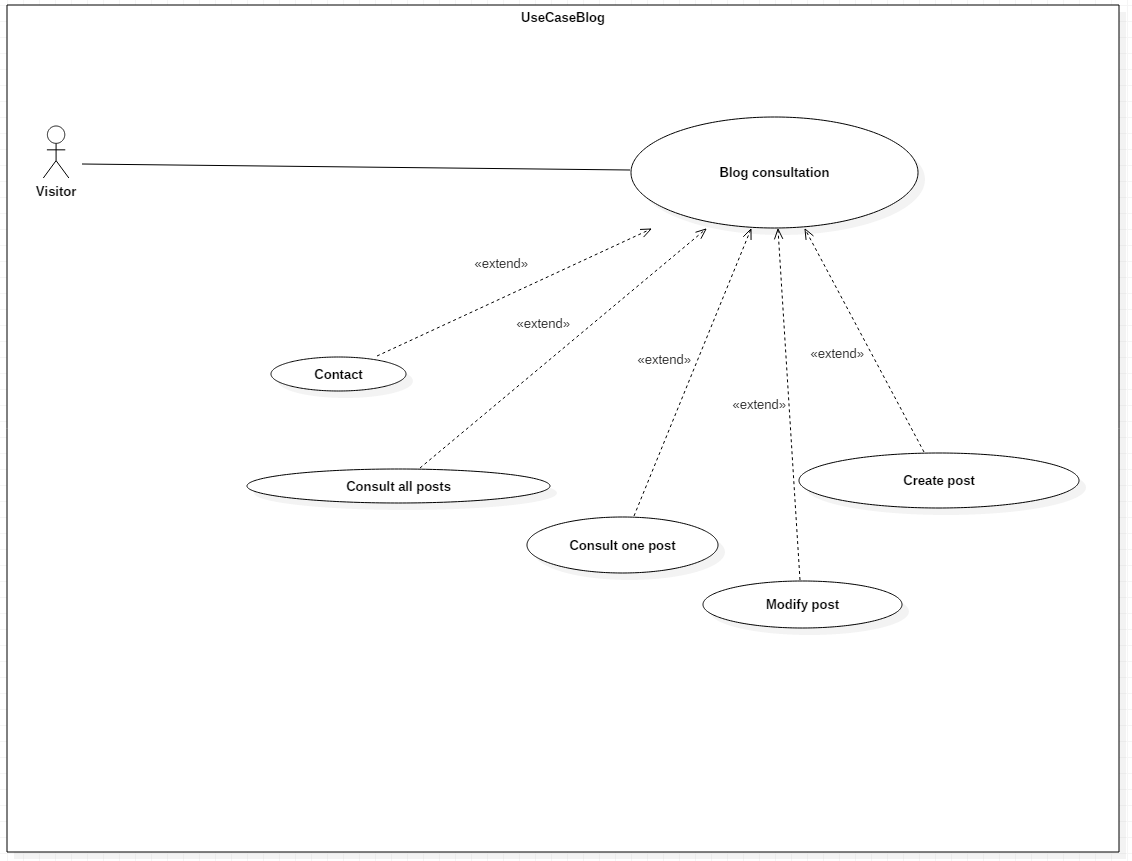 UseCaseBlog
Visitor
Blog consultation
«extend»
«extend»
«extend»
«extend»
«extend»
Contact
Consult all posts
Create post
Consult one post
Modify post